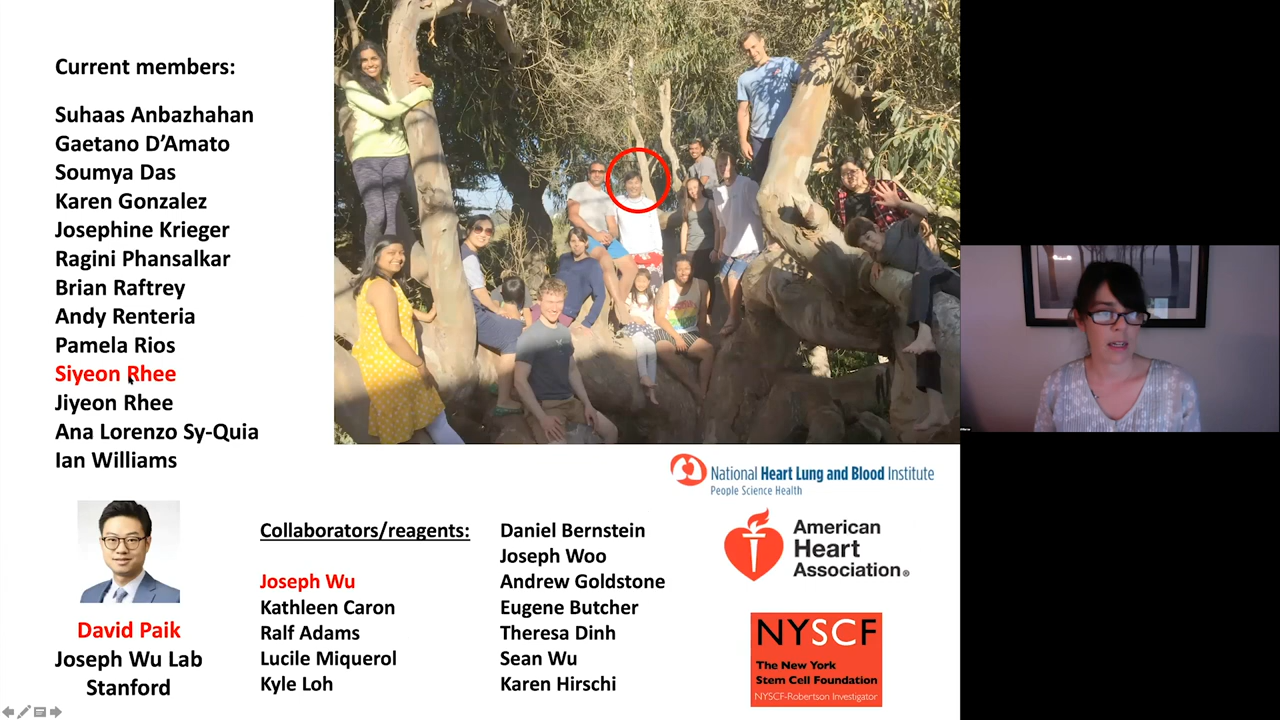 Current members:
Suhaas Anbazhahan
Gaetano D’Amato
Soumya Das
Karen Gonzalez
Josephine Krieger
Ragini Phansalkar
Brian Raftrey
Andy Renteria
Pamela Rios
Siyeon Rhee
Jiyeon Rhee
Ana Lorenzo Sy-Quia
Ian Williams
David Paik
Joseph Wu Lab
Stanford
Collaborators/reagents:
Joseph Wu
Kathleen Caron
Ralf Adams
Lucile Miquerol
Kyle Loh
Daniel Bernstein
Joseph Woo
Andrew Goldstone
Eugene Butcher
Theresa Dinh
Sean Wu
Karen Hirschi
National Heart Lung and Blood Institute
People Science Health
American
Heart
Association®
NYSCF
The New York
Stem Cell Foundation
NYSCF-Robertson Investigator